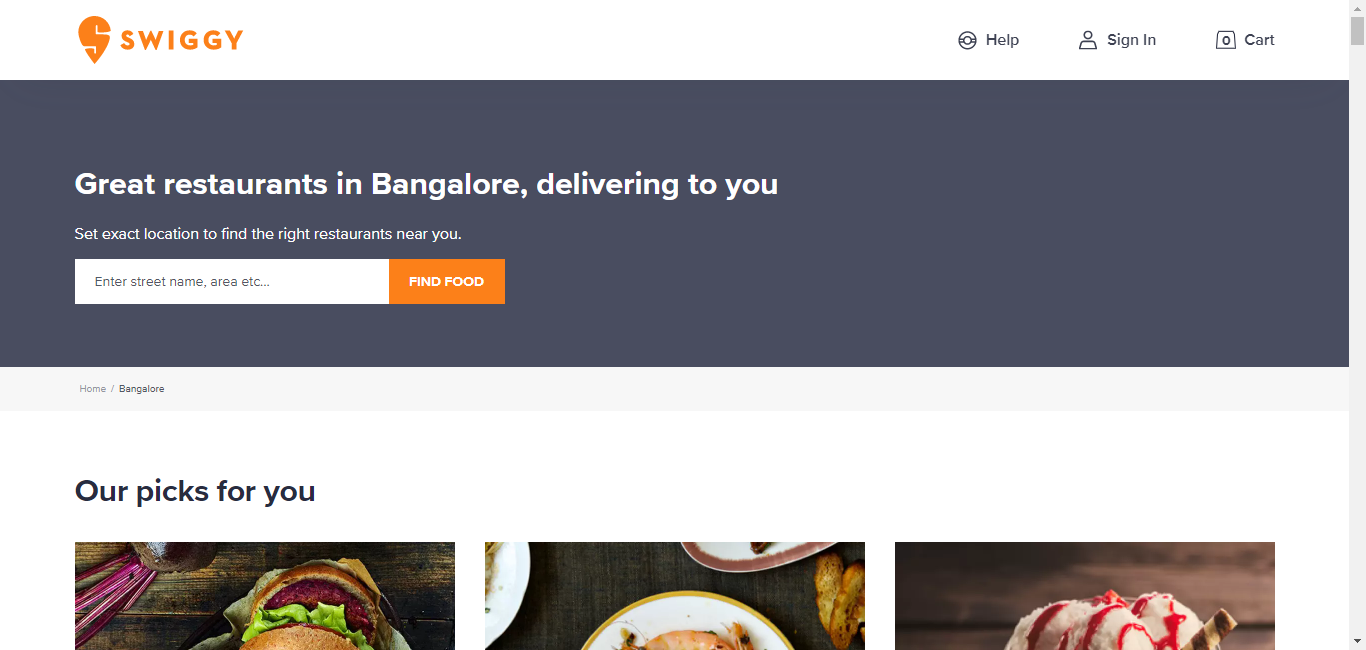 SWIGGY
Help
Sign In
0 Cart
Great restaurants in Bangalore, delivering to you
Set exact location to find the right restaurants near you.
Enter street name, area etc...
FIND FOOD
Home / Bangalore
Our picks for you